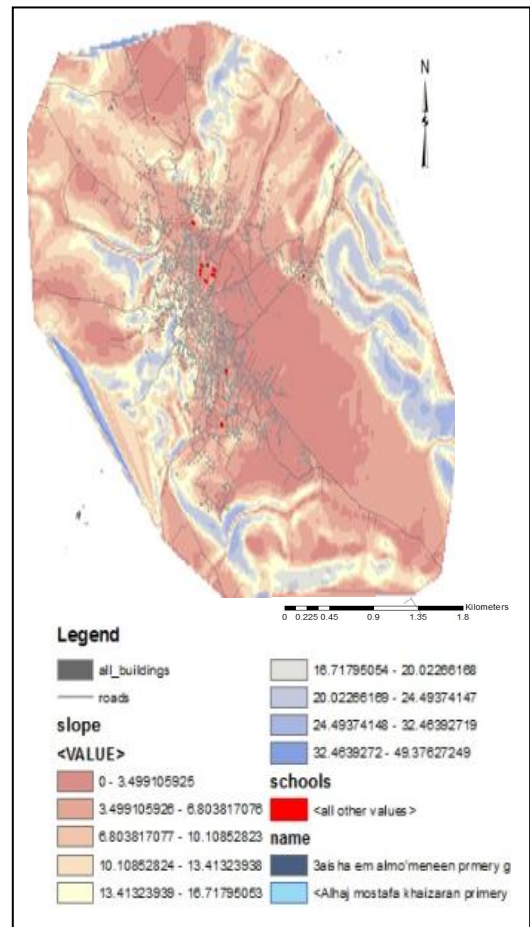 N
Kilometers
0 0.225 0.45 0.9 1.35 1.8
Legend
all_buildings
roads
slope
<VALUE>
0 - 3.499105925
3.499105926 - 6.803817076
6.803817077 - 10.10852823
10.10852824 - 13.41323938
13.41323939 - 16.71795053
16.71795054 - 20.02266168
20.02266169 - 24.49374147
24.49374148 - 32.46392719
32.4639272 - 49.37627249
schools
<all other values>
name
3aisha em almo'meneen prmery g
<Alhaj mostafa khaizaran primery